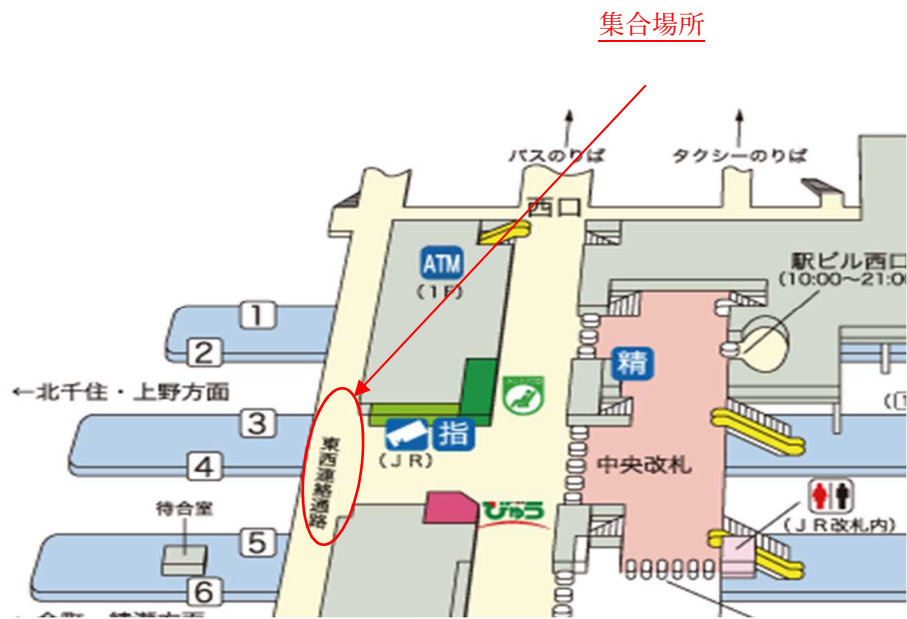 集合場所
バスのりば
タクシーのりば
西口
ATM
(1F)
駅ビル西口
(10:00～21:0
1
2
精
←北千住・上野方面
3
指
(JR)
4
東西連絡通路
中央改札
待合室
びゅう
(JR改札内)
5
6